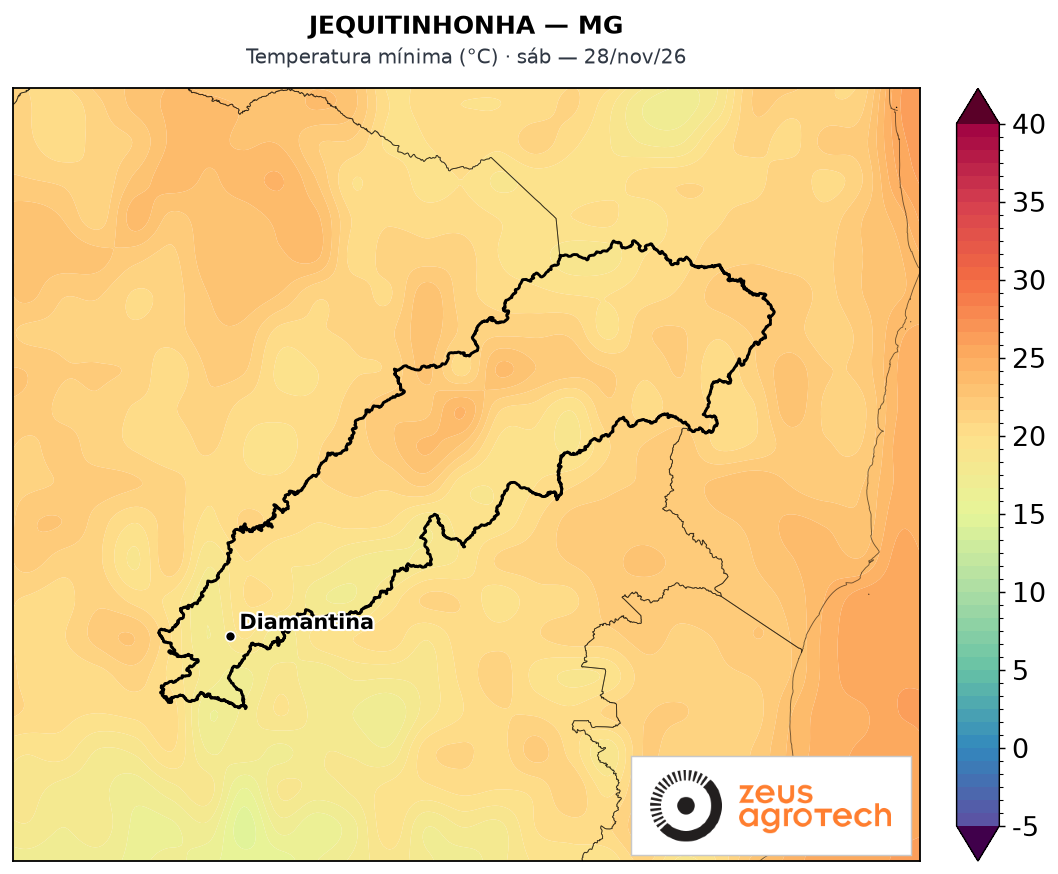 JEQUITINHONHA — MG
Temperatura mínima (°C) · sáb — 28/nov/26
40
35
30
25
20
15
10
5
0
-5
Diamantina
zeus
agrotech